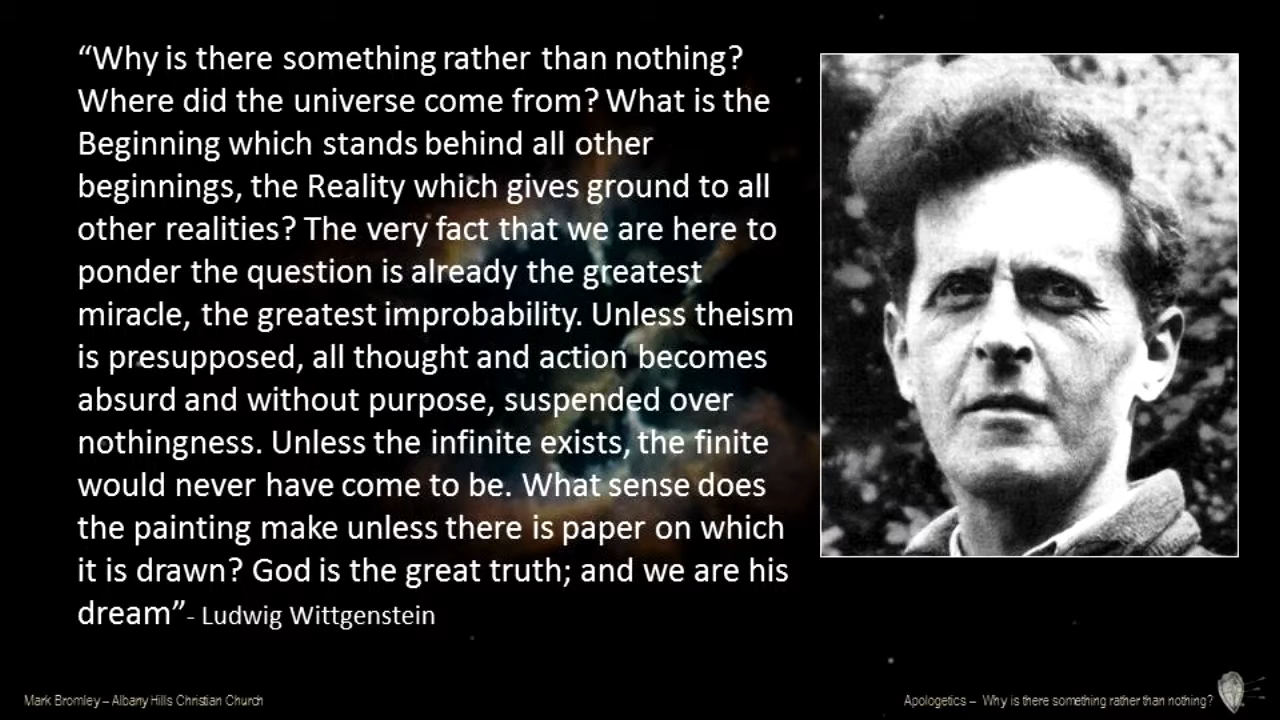 “Why is there something rather than nothing?
Where did the universe come from? What is the
Beginning which stands behind all other
beginnings, the Reality which gives ground to all
other realities? The very fact that we are here to
ponder the question is already the greatest
miracle, the greatest improbability. Unless theism
is presupposed, all thought and action becomes
absurd and without purpose, suspended over
nothingness. Unless the infinite exists, the finite
would never have come to be. What sense does
the painting make unless there is paper on which
it is drawn? God is the great truth; and we are his
dream”- Ludwig Wittgenstein
Mark Bromley – Albany Hills Christian Church
Apologetics – Why is there something rather than nothing?